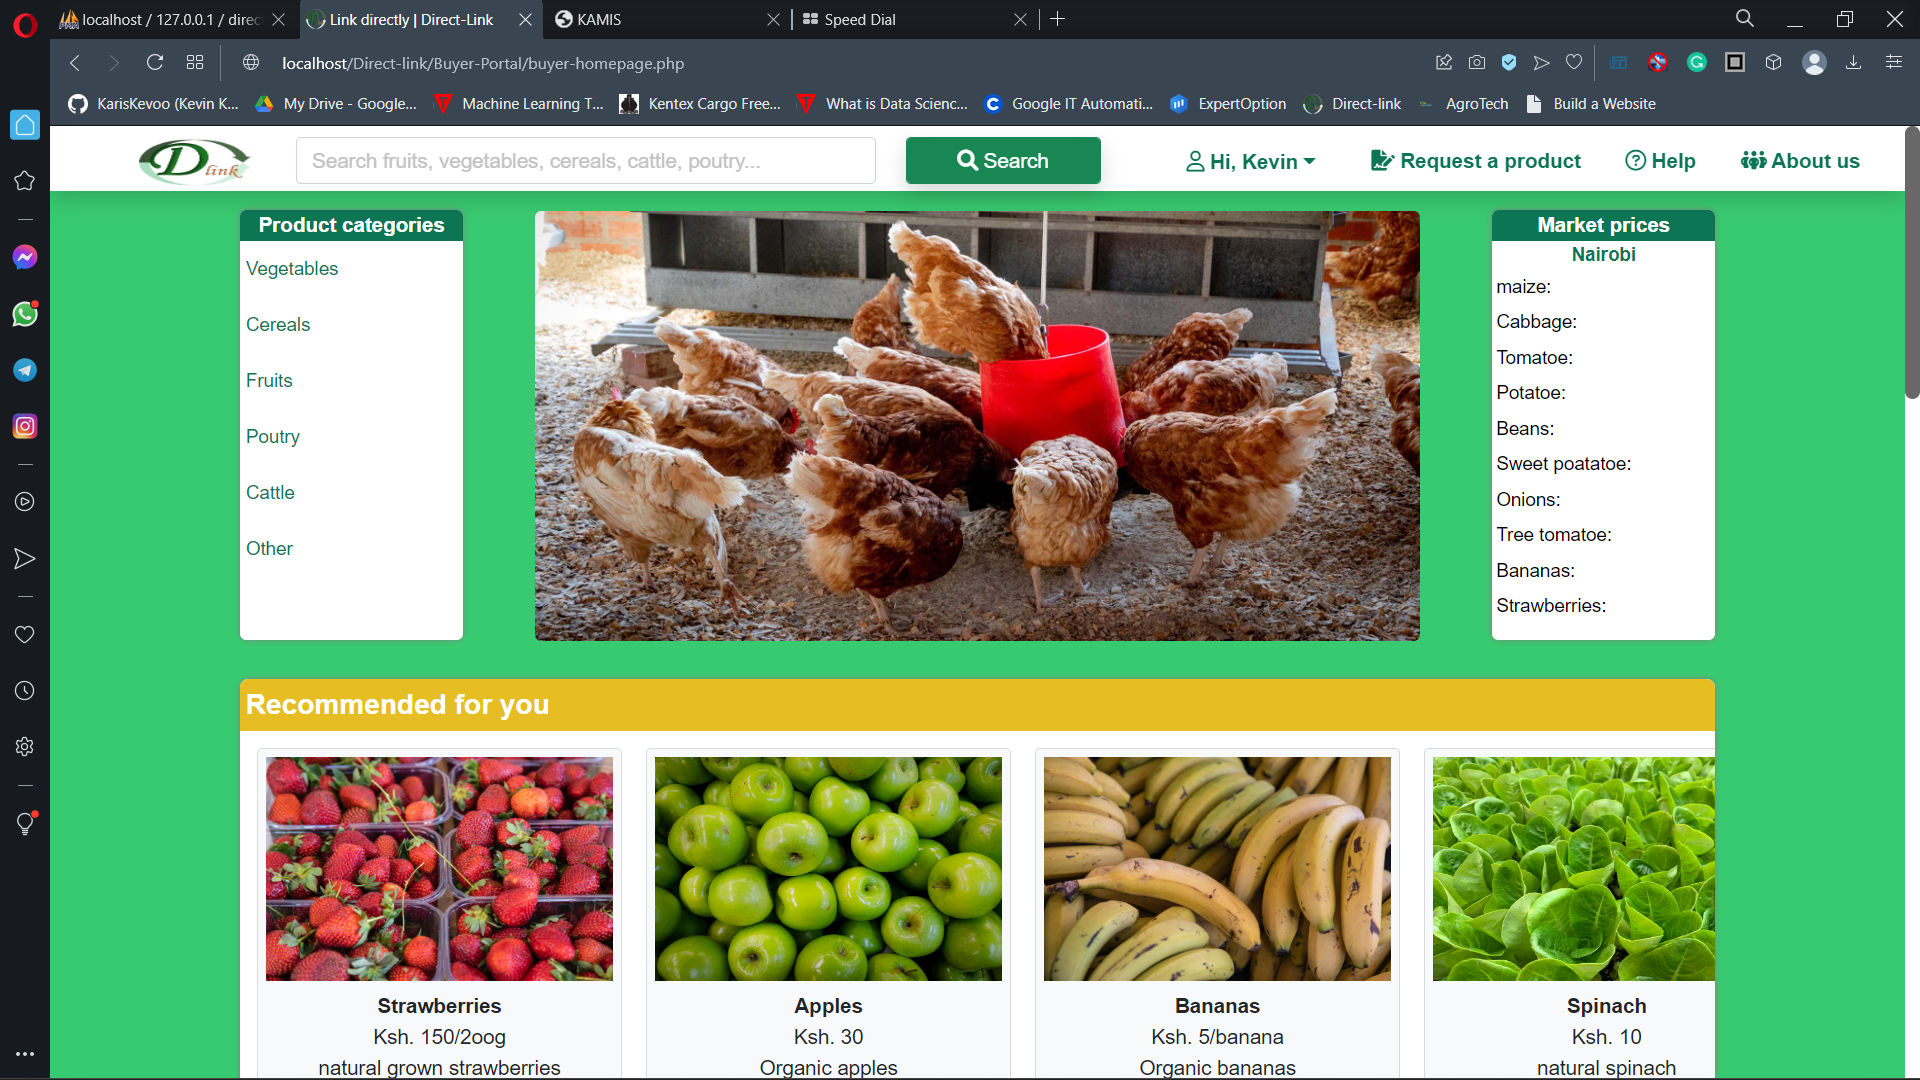 localhost / 127.0.0.1 / direc
Link directly | Direct-Link
KAMIS
Speed Dial
localhost/Direct-link/Buyer-Portal/buyer-homepage.php
KarisKevoo (Kevin K...
My Drive - Google...
Machine Learning T...
Kentex Cargo Free...
What is Data Scienc...
Google IT Automati...
ExpertOption
Direct-link
AgroTech
Build a Website
D link
Search fruits, vegetables, cereals, cattle, poutry...
Search
Hi, Kevin
Request a product
Help
About us
Product categories
Vegetables
Cereals
Fruits
Poutry
Cattle
Other
Market prices
Nairobi
maize:
Cabbage:
Tomatoe:
Potatoe:
Beans:
Sweet poatatoe:
Onions:
Tree tomatoe:
Bananas:
Strawberries:
Recommended for you
Strawberries
Ksh. 150/2oog
natural grown strawberries
Apples
Ksh. 30
Organic apples
Bananas
Ksh. 5/banana
Organic bananas
Spinach
Ksh. 10
natural spinach